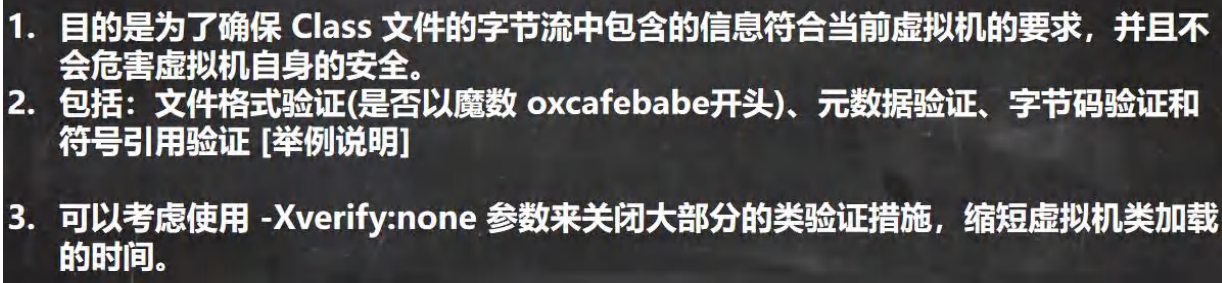 1. 目的是为了确保 Class 文件的字节流中包含的信息符合当前虚拟机的要求，并且不
会危害虚拟机自身的安全。
2. 包括：文件格式验证(是否以魔数 oxcafebabe开头)、元数据验证、字节码验证和
符号引用验证 [举例说明]
3. 可以考虑使用 -Xverify:none 参数来关闭大部分的类验证措施，缩短虚拟机类加载
的时间。